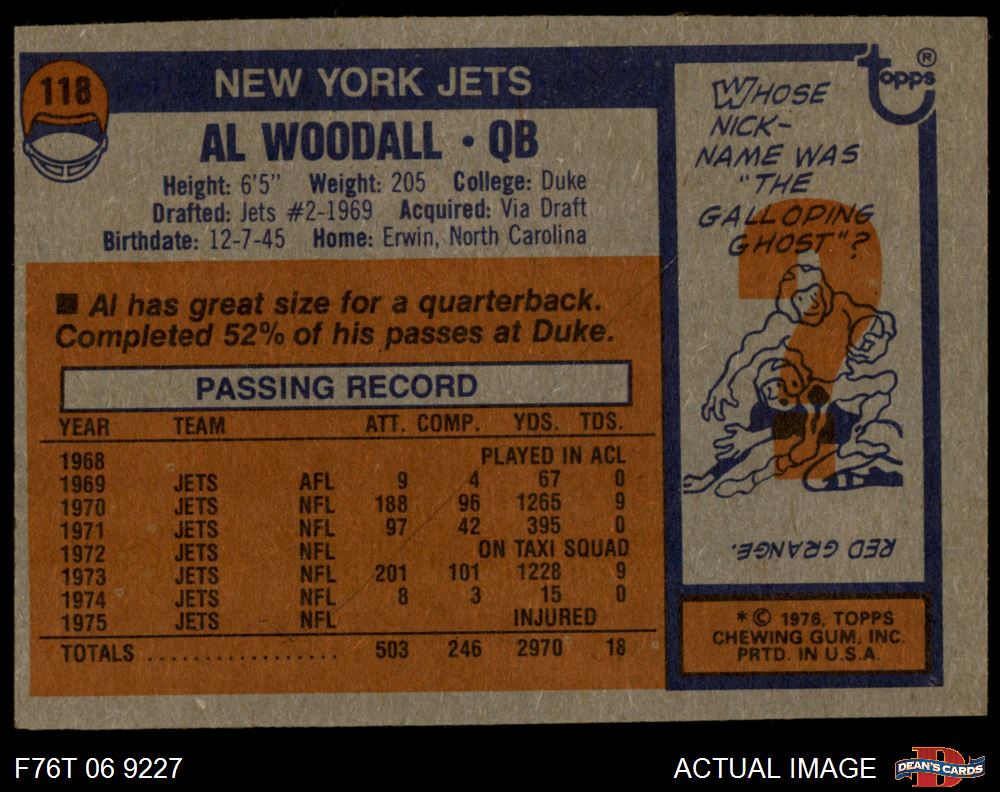 118
NEW YORK JETS
AL WOODALL • QB
Height: 6'5" Weight: 205 College: Duke
Drafted: Jets #2-1969 Acquired: Via Draft
Birthdate: 12-7-45 Home: Erwin, North Carolina
■ Al has great size for a quarterback.
Completed 52% of his passes at Duke.
PASSING RECORD
YEAR TEAM ATT. COMP. YDS. TDS.
1968 PLAYED IN ACL
1969 JETS AFL 9 4 67 0
1970 JETS NFL 188 96 1265 9
1971 JETS NFL 97 42 395 0
1972 JETS NFL ON TAXI SQUAD
1973 JETS NFL 201 101 1228 9
1974 JETS NFL 8 3 15 0
1975 JETS NFL INJURED
TOTALS .................... 503 246 2970 18
topps®
WHOSE
NICK-
NAME WAS
"THE
GALLOPING
GHOST"?
RED GRANGE.
* © 1976, TOPPS
CHEWING GUM, INC.
PRTD. IN U.S.A.
F76T 06 9227
ACTUAL IMAGE
D
DEAN'S CARDS